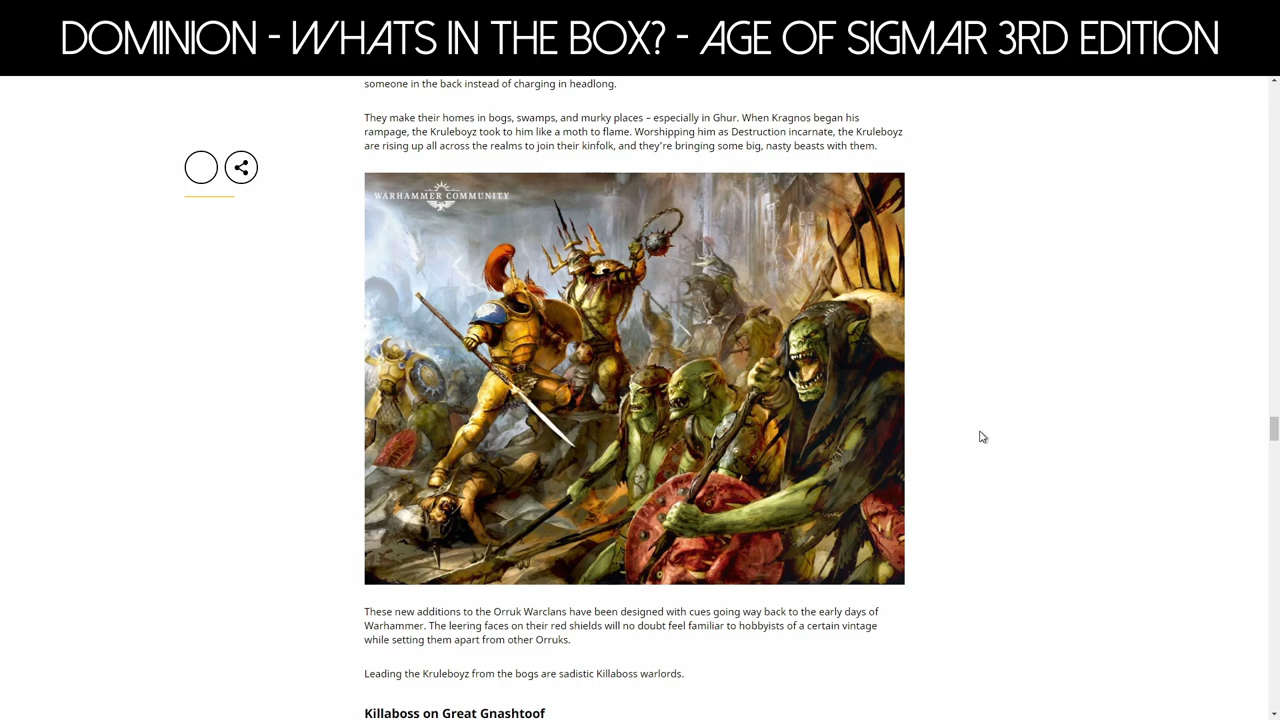 DOMINION - WHATS IN THE BOX? - AGE OF SIGMAR 3RD EDITION
someone in the back instead of charging in headlong.
They make their homes in bogs, swamps, and murky places – especially in Ghur. When Kragnos began his
rampage, the Kruleboyz took to him like a moth to flame. Worshipping him as Destruction incarnate, the Kruleboyz
are rising up all across the realms to join their kinfolk, and they're bringing some big, nasty beasts with them.
WARHAMMER COMMUNITY
These new additions to the Orruk Warclans have been designed with cues going way back to the early days of
Warhammer. The leering faces on their red shields will no doubt feel familiar to hobbyists of a certain vintage
while setting them apart from other Orruks.
Leading the Kruleboyz from the bogs are sadistic Killaboss warlords.
Killaboss on Great Gnashtoof